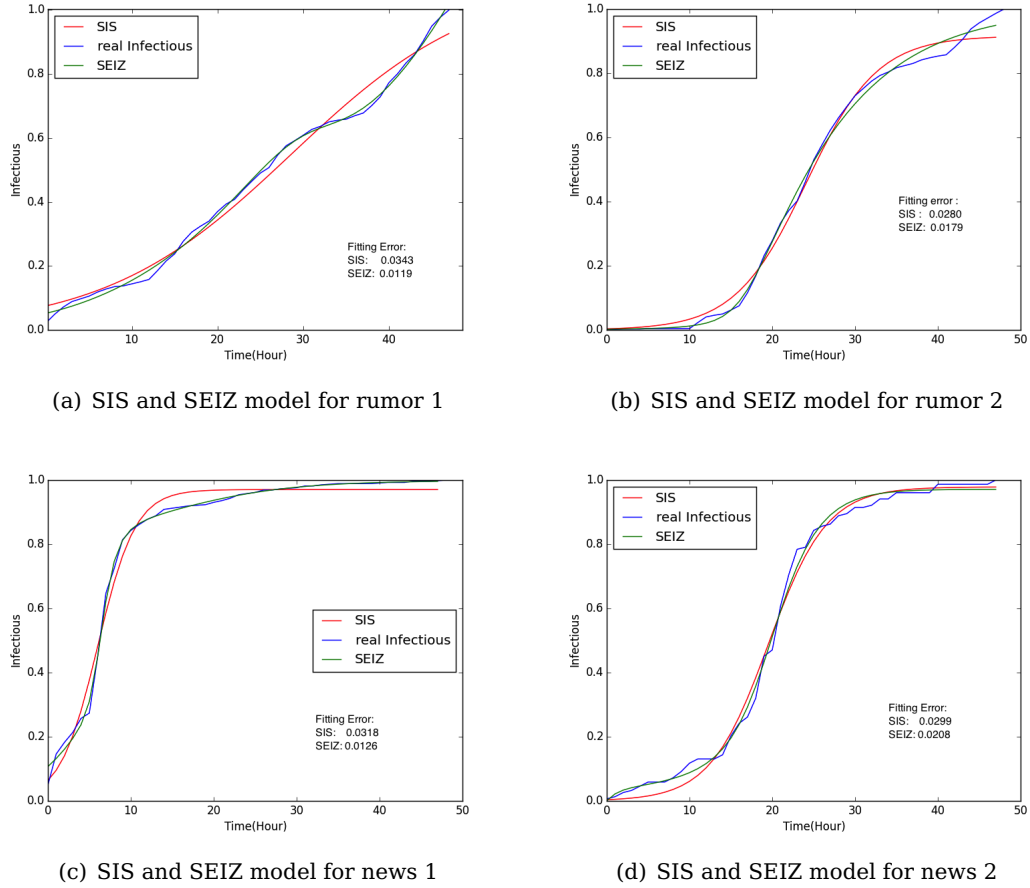 1.0
0.8
0.6
0.4
0.2
0.0
Infectious
SIS
real Infectious
SEIZ
Fitting Error:
SIS: 0.0343
SEIZ: 0.0119
10 20 30 40
Time(Hour)
(a) SIS and SEIZ model for rumor 1
1.0
0.8
0.6
0.4
0.2
0.0
Infectious
SIS
real Infectious
SEIZ
Fitting error :
SIS : 0.0280
SEIZ: 0.0179
0 10 20 30 40 50
Time(Hour)
(b) SIS and SEIZ model for rumor 2
1.0
0.8
0.6
0.4
0.2
0.0
Infectious
SIS
real Infectious
SEIZ
Fitting Error:
SIS: 0.0318
SEIZ: 0.0126
0 10 20 30 40 50
Time(Hour)
(c) SIS and SEIZ model for news 1
1.0
0.8
0.6
0.4
0.2
0.0
Infectious
SIS
real Infectious
SEIZ
Fitting Error:
SIS: 0.0299
SEIZ: 0.0208
0 10 20 30 40 50
Time(Hour)
(d) SIS and SEIZ model for news 2